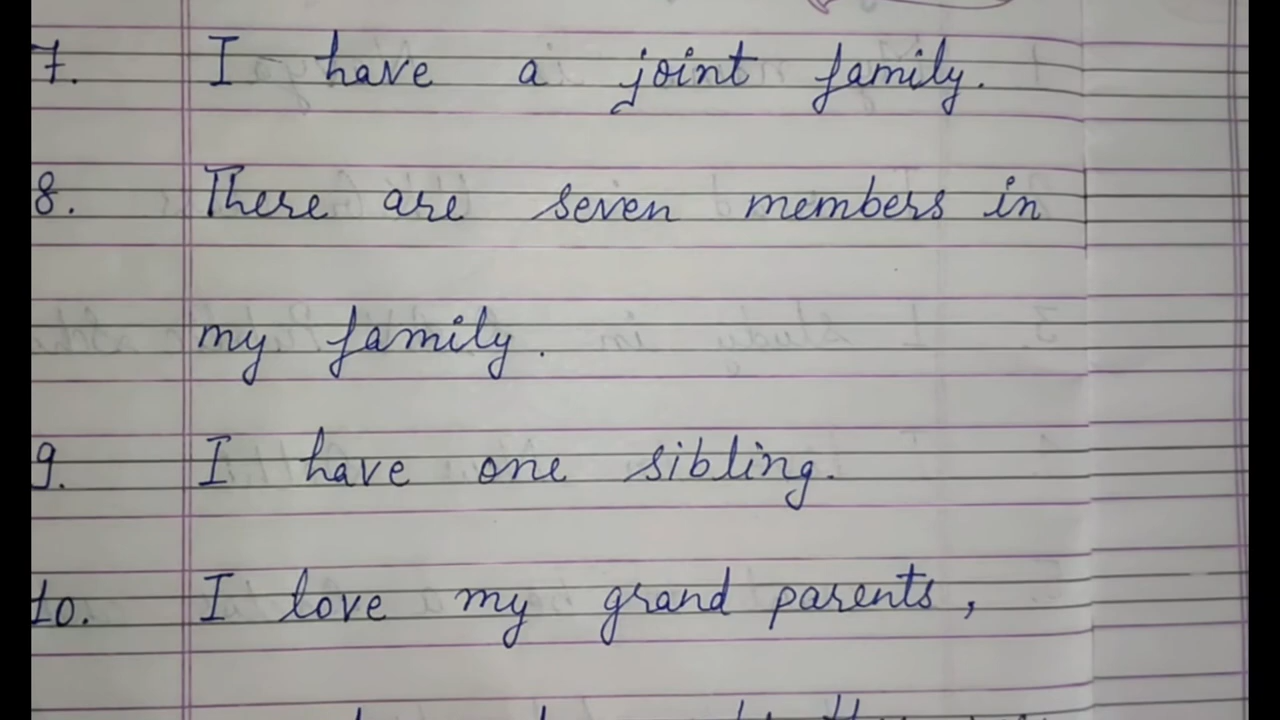 7. I have a joint family.
8. There are seven members in
my family.
9. I have one sibling.
10. I love my grand parents,